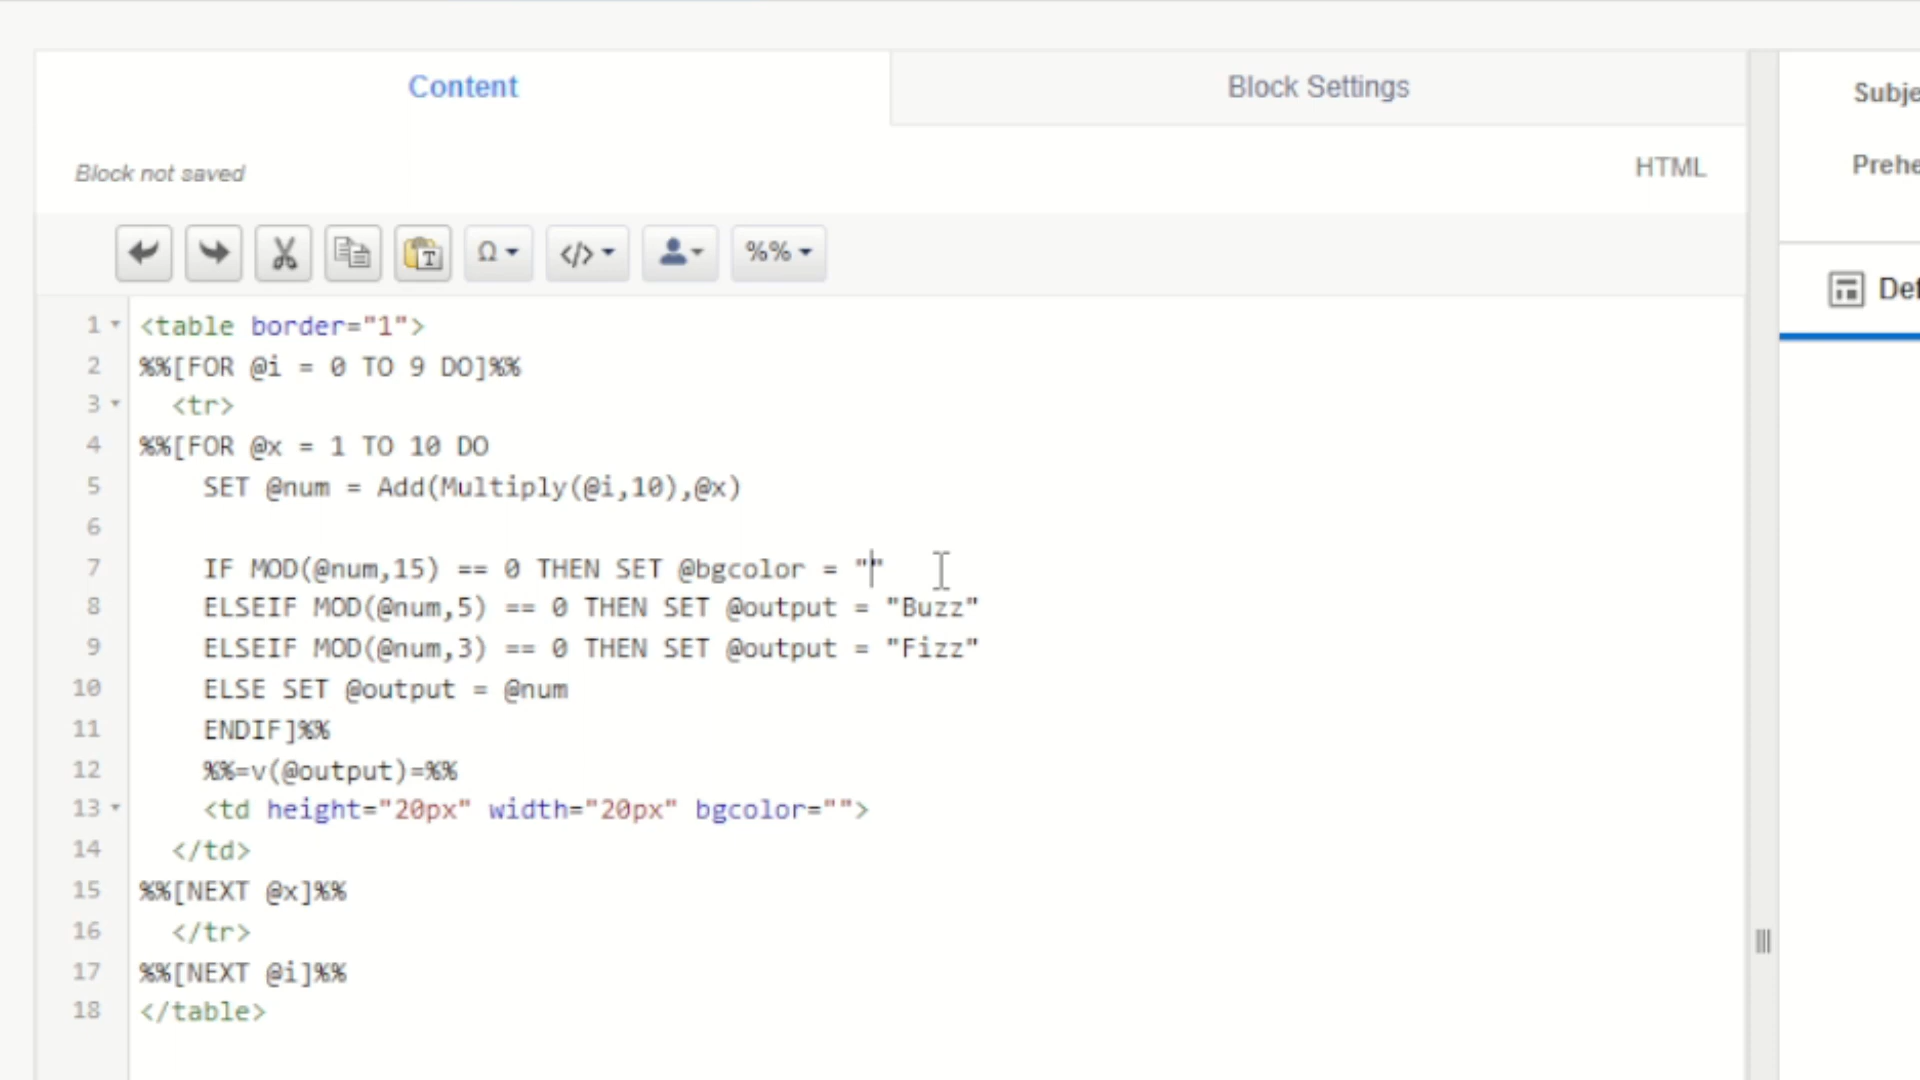 Content
Block Settings
Subje
Block not saved
HTML
Prehe
Ω
</>
%%
Def
1 <table border="1">
2 %%[FOR @i = 0 TO 9 DO]%%
3 <tr>
4 %%[FOR @x = 1 TO 10 DO
5 SET @num = Add(Multiply(@i,10),@x)
6
7 IF MOD(@num,15) == 0 THEN SET @bgcolor = ""
8 ELSEIF MOD(@num,5) == 0 THEN SET @output = "Buzz"
9 ELSEIF MOD(@num,3) == 0 THEN SET @output = "Fizz"
10 ELSE SET @output = @num
11 ENDIF]%%
12 %%=v(@output)=%%
13 <td height="20px" width="20px" bgcolor="">
14 </td>
15 %%[NEXT @x]%%
16 </tr>
17 %%[NEXT @i]%%
18 </table>